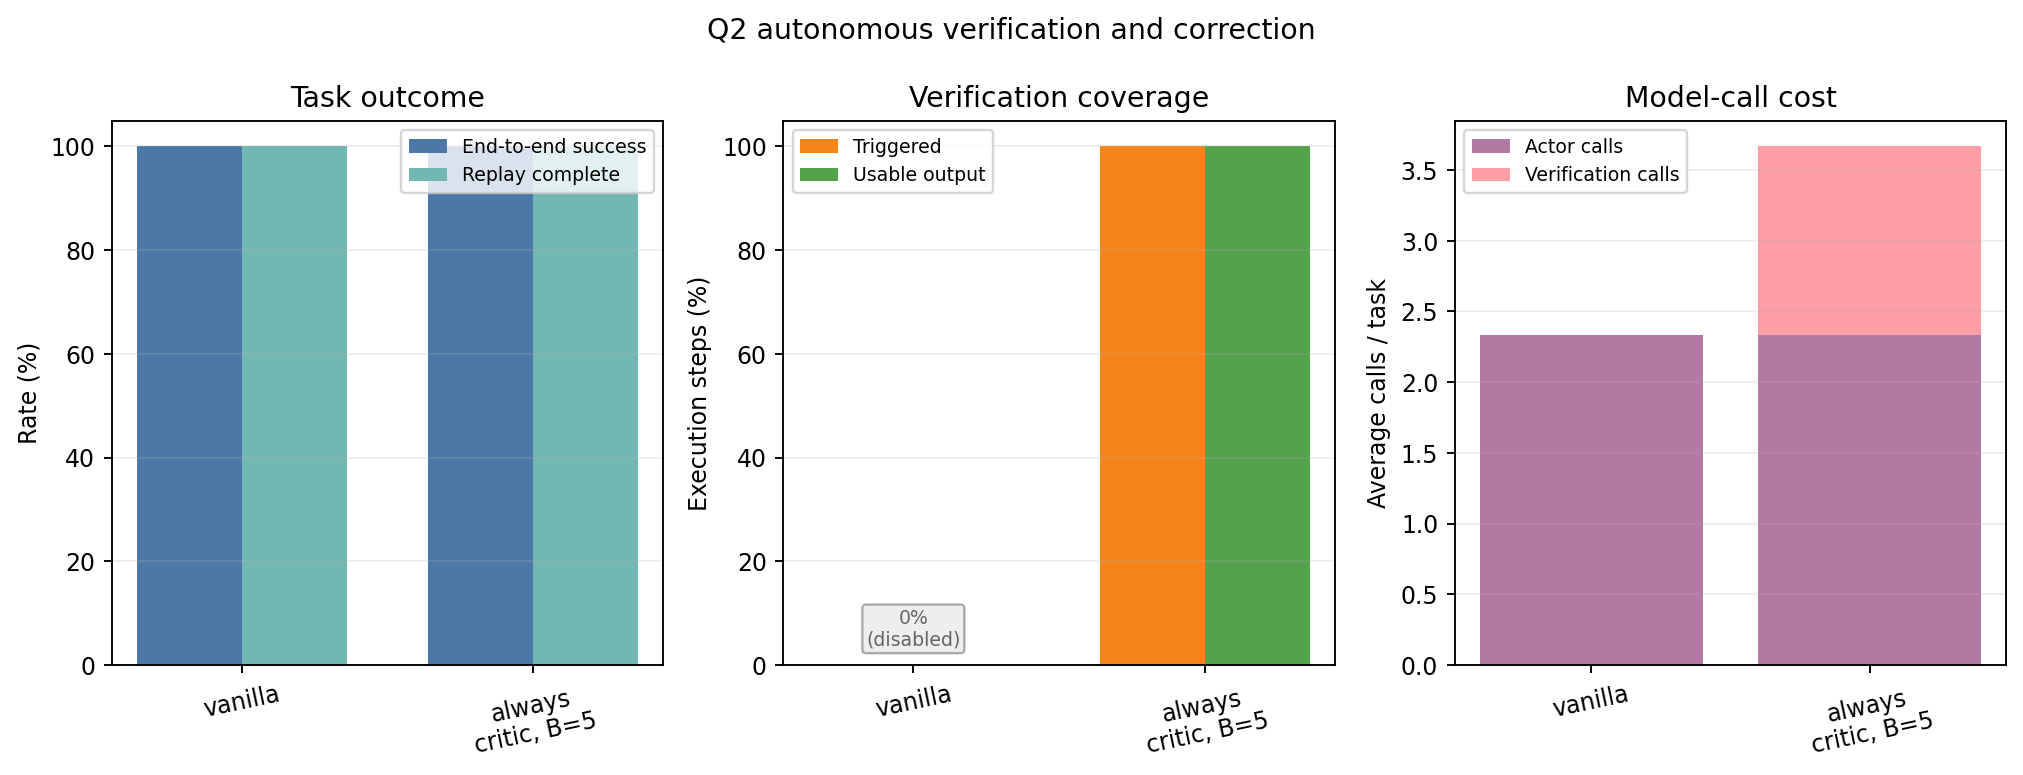 Q2 autonomous verification and correction
Task outcome
Rate (%)
100
80
60
40
20
0
End-to-end success
Replay complete
vanilla
always
critic, B=5
Verification coverage
Execution steps (%)
100
80
60
40
20
0
Triggered
Usable output
0%
(disabled)
vanilla
always
critic, B=5
Model-call cost
Average calls / task
3.5
3.0
2.5
2.0
1.5
1.0
0.5
0.0
Actor calls
Verification calls
vanilla
always
critic, B=5